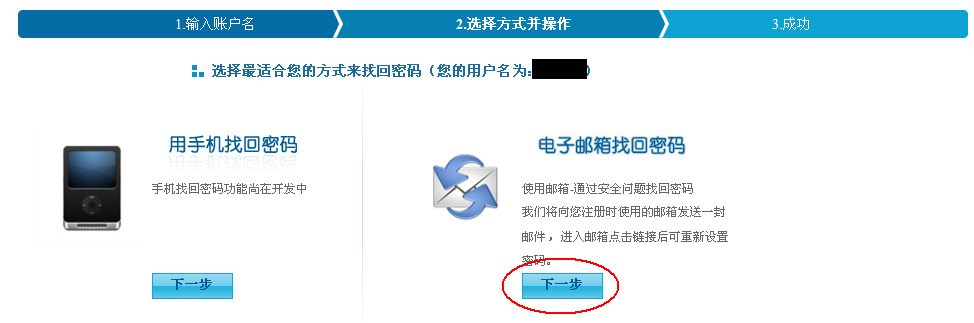 1.输入账户名
2.选择方式并操作
3.成功
选择最适合您的方式来找回密码（您的用户名为：）
用手机找回密码
手机找回密码功能尚在开发中
下一步
电子邮箱找回密码
使用邮箱-通过安全问题找回密码
我们将向您注册时使用的邮箱发送一封
邮件，进入邮箱点击链接后可重新设置
密码。
下一步